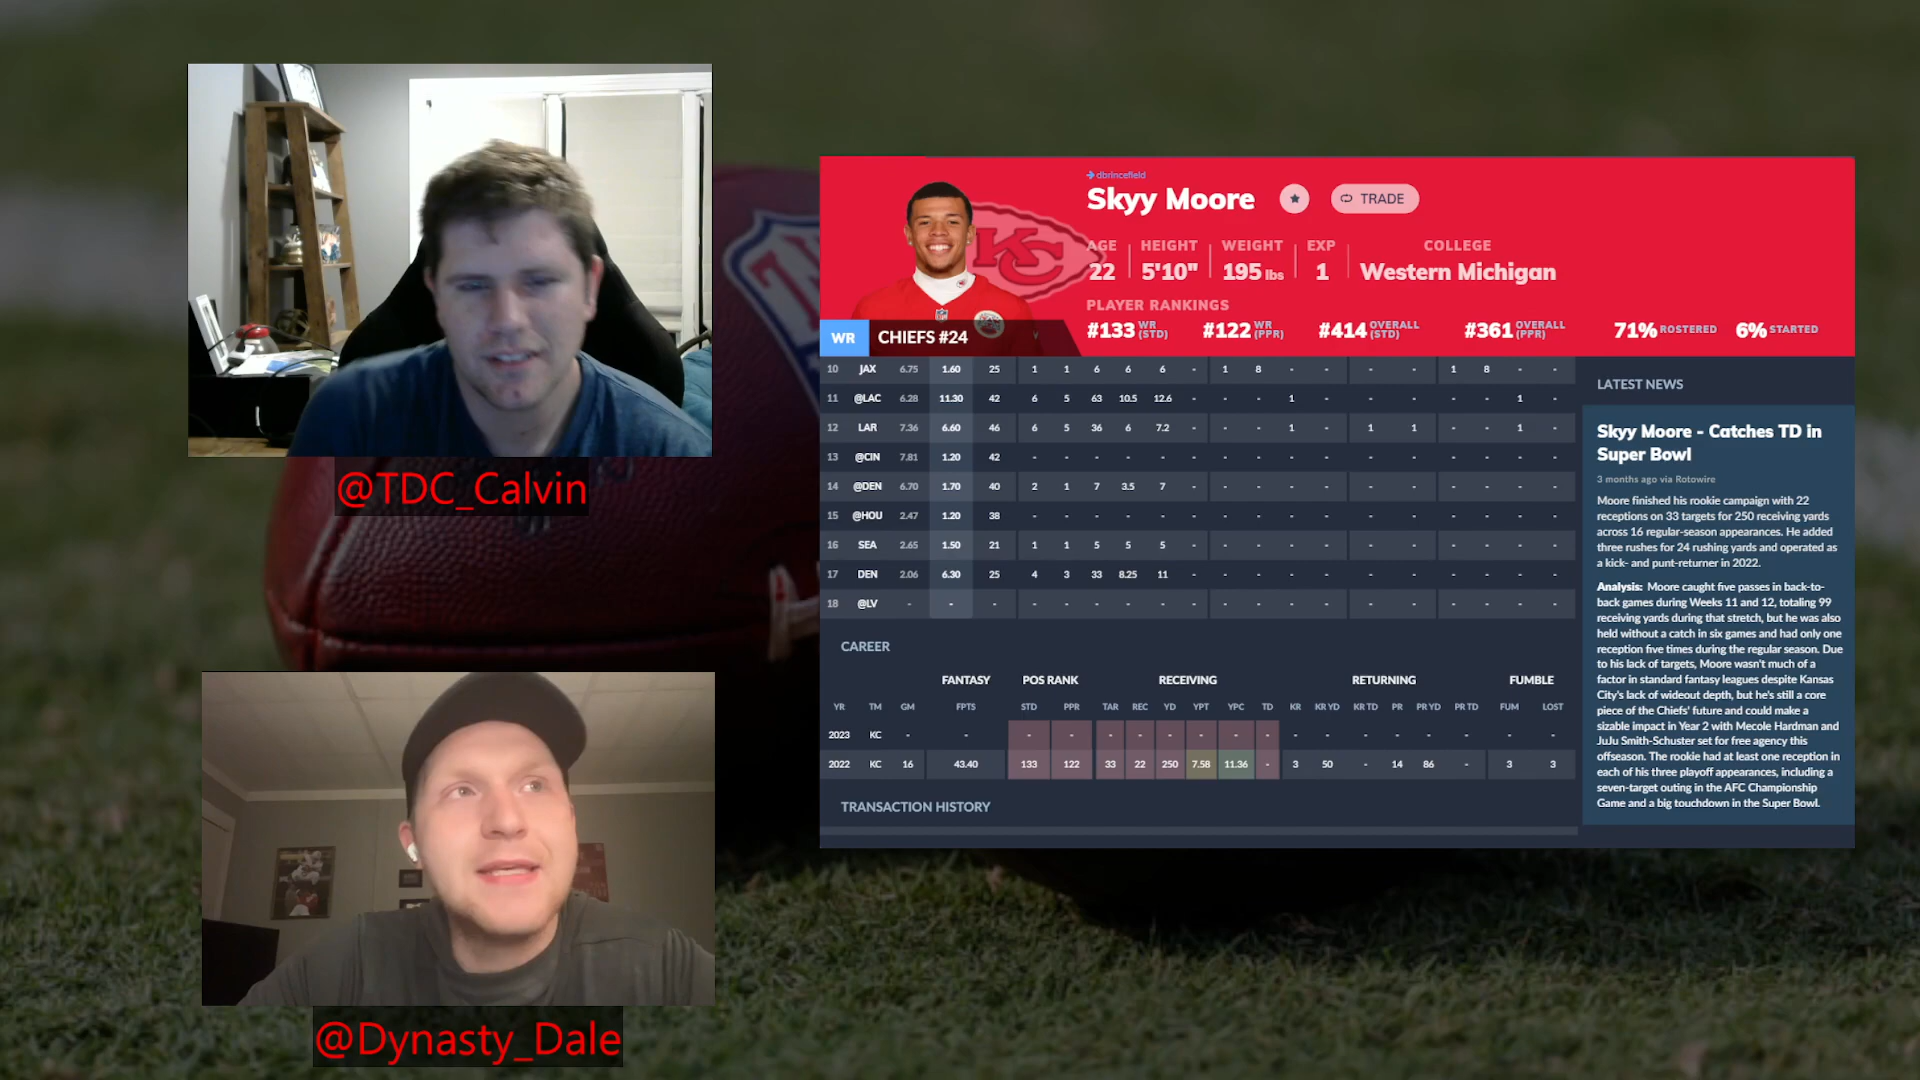 @TDC_Calvin
@Dynasty_Dale
dbrincefield
Skyy Moore
TRADE
AGE HEIGHT WEIGHT EXP COLLEGE
22 5'10" 195 lbs 1 Western Michigan
PLAYER RANKINGS
#133 WR (STD) #122 WR (PPR) #414 OVERALL (STD) #361 OVERALL (PPR) 71% ROSTERED 6% STARTED
KC
WR CHIEFS #24
10 JAX 6.75 1.60 25 1 1 6 6 6 - 1 8 - - - - 1 8 - -
11 @LAC 6.28 11.30 42 6 5 63 10.5 12.6 - - - 1 - - - - - 1 -
12 LAR 7.36 6.60 46 6 5 36 6 7.2 - - - 1 - 1 1 - - 1 -
13 @CIN 7.81 1.20 42 - - - - - - - - - - - - - - - -
14 @DEN 6.70 1.70 40 2 1 7 3.5 7 - - - - - - - - - - -
15 @HOU 2.47 1.20 38 - - - - - - - - - - - - - - - -
16 SEA 2.65 1.50 21 1 1 5 5 5 - - - - - - - - - - -
17 DEN 2.06 6.30 25 4 3 33 8.25 11 - - - - - - - - - - -
18 @LV - - - - - - - - - - - - - - - - - - -
CAREER
FANTASY POS RANK RECEIVING RETURNING FUMBLE
YR TM GM FPTS STD PPR TAR REC YD YPT YPC TD KR KR YD KR TD PR PR YD PR TD FUM LOST
2023 KC - - - - - - - - - - - - - - - - - -
2022 KC 16 43.40 133 122 33 22 250 7.58 11.36 - 3 50 - 14 86 - 3 3
TRANSACTION HISTORY
LATEST NEWS
Skyy Moore - Catches TD in
Super Bowl
3 months ago via Rotowire
Moore finished his rookie campaign with 22
receptions on 33 targets for 250 receiving yards
across 16 regular-season appearances. He added
three rushes for 24 rushing yards and operated as
a kick- and punt-returner in 2022.
Analysis: Moore caught five passes in back-to-
back games during Weeks 11 and 12, totaling 99
receiving yards during that stretch, but he was also
held without a catch in six games and had only one
reception five times during the regular season. Due
to his lack of targets, Moore wasn't much of a
factor in standard fantasy leagues despite Kansas
City's lack of wideout depth, but he's still a core
piece of the Chiefs' future and could make a
sizable impact in Year 2 with Mecole Hardman and
JuJu Smith-Schuster set for free agency this
offseason. The rookie had at least one reception in
each of his three playoff appearances, including a
seven-target outing in the AFC Championship
Game and a big touchdown in the Super Bowl.